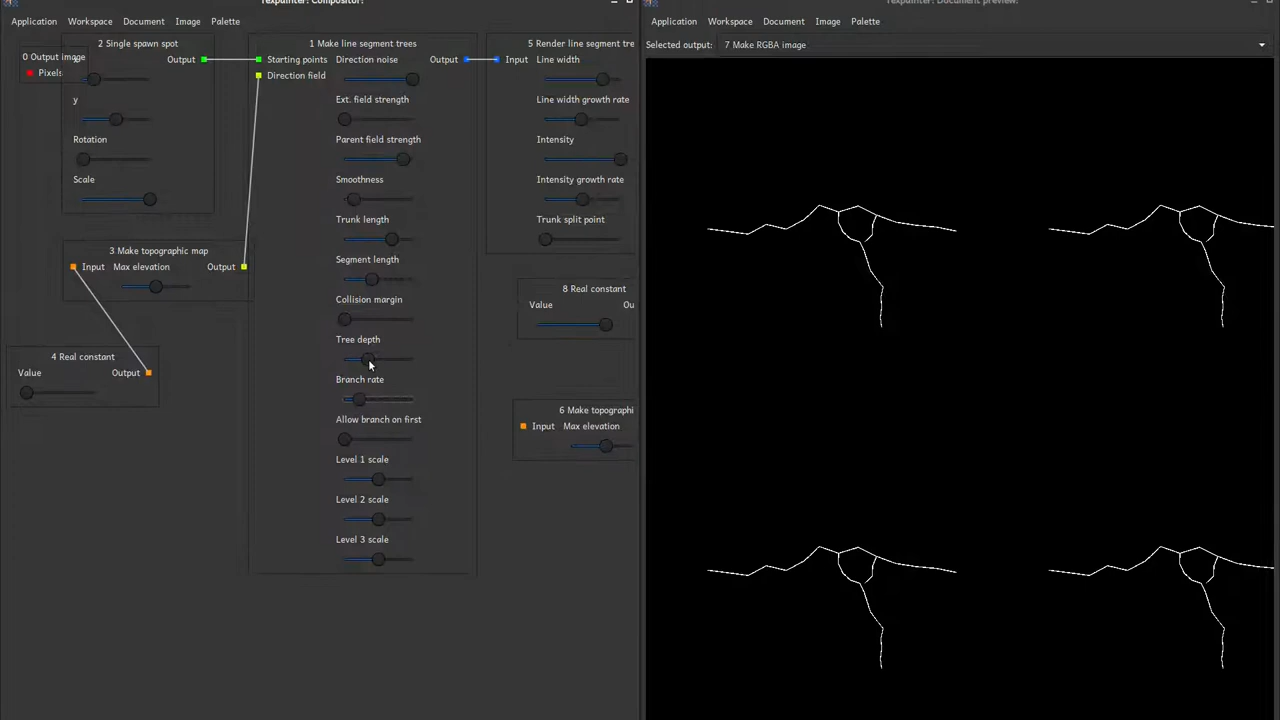 Texpainter: Compositor:
Application Workspace Document Image Palette
0 Output image
Pixels
2 Single spawn spot
Output
y
Rotation
Scale
3 Make topographic map
Input Max elevation Output
4 Real constant
Value Output
1 Make line segment trees
Starting points Direction noise Output
Direction field
Ext. field strength
Parent field strength
Smoothness
Trunk length
Segment length
Collision margin
Tree depth
Branch rate
Allow branch on first
Level 1 scale
Level 2 scale
Level 3 scale
5 Render line segment tre
Input Line width
Line width growth rate
Intensity
Intensity growth rate
Trunk split point
8 Real constant
Value Ou
6 Make topographi
Input Max elevation
Texpainter: Document preview:
Application Workspace Document Image Palette
Selected output: 7 Make RGBA image